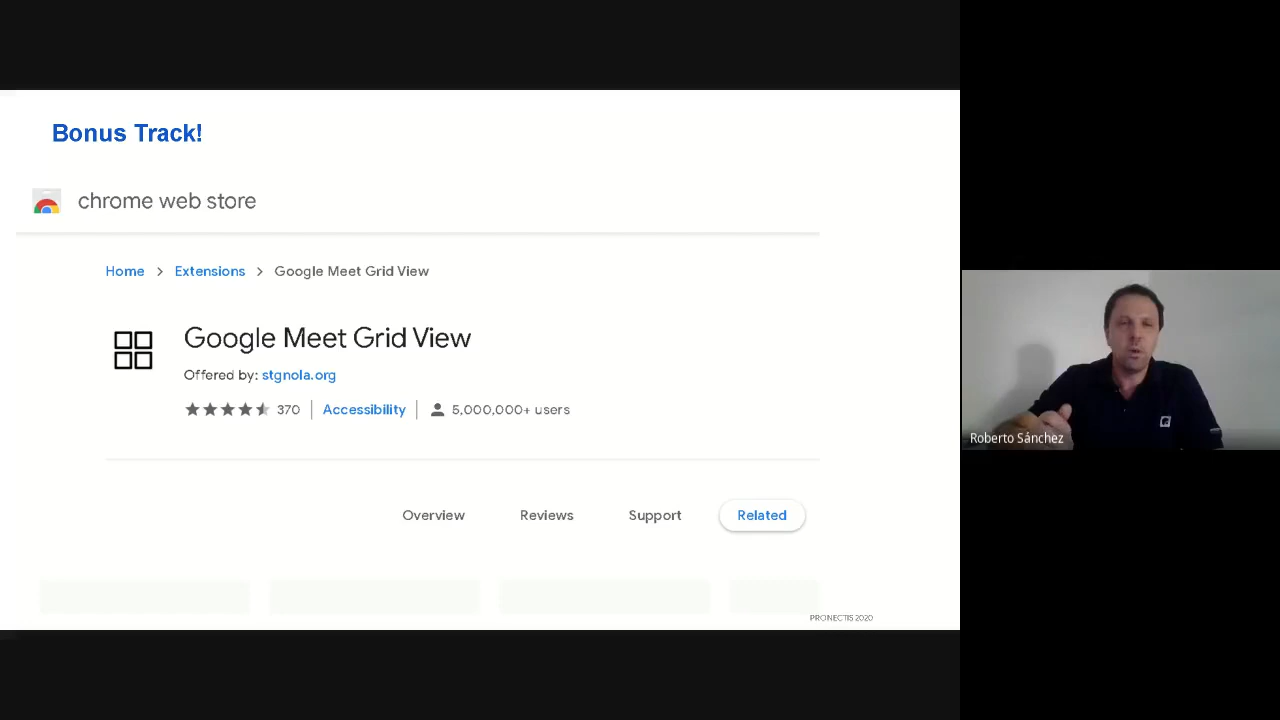 Bonus Track!
chrome web store
Home > Extensions > Google Meet Grid View
Google Meet Grid View
Offered by: stgnola.org
370 | Accessibility | 5,000,000+ users
Overview Reviews Support Related
PRONECTIS 2020
Roberto Sánchez